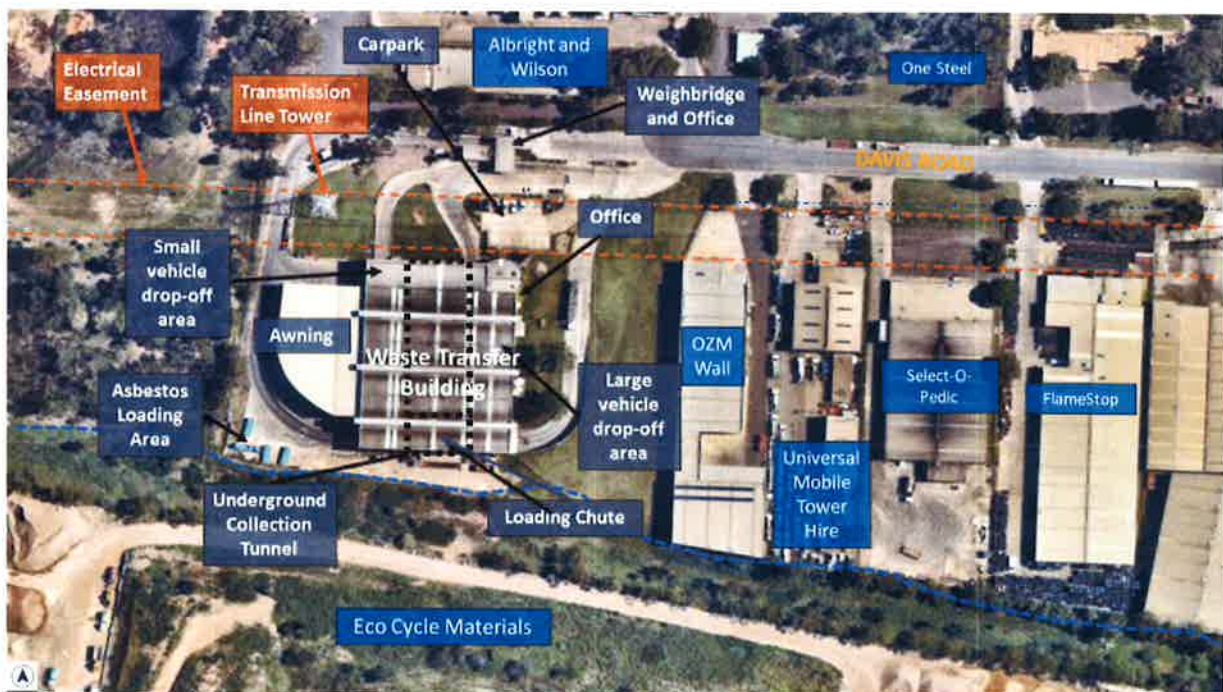 Carpark
Albright and
Wilson
One Steel
Electrical
Easement
Transmission
Line Tower
Weighbridge
and Office
DAVIS ROAD
Office
Small
vehicle
drop-off
area
Awning
Waste Transfer
Building
OZM
Wall
Large
vehicle
drop-off
area
Select-O-
Pedic
FlameStop
Asbestos
Loading
Area
Universal
Mobile
Tower
Hire
Underground
Collection
Tunnel
Loading Chute
Eco Cycle Materials